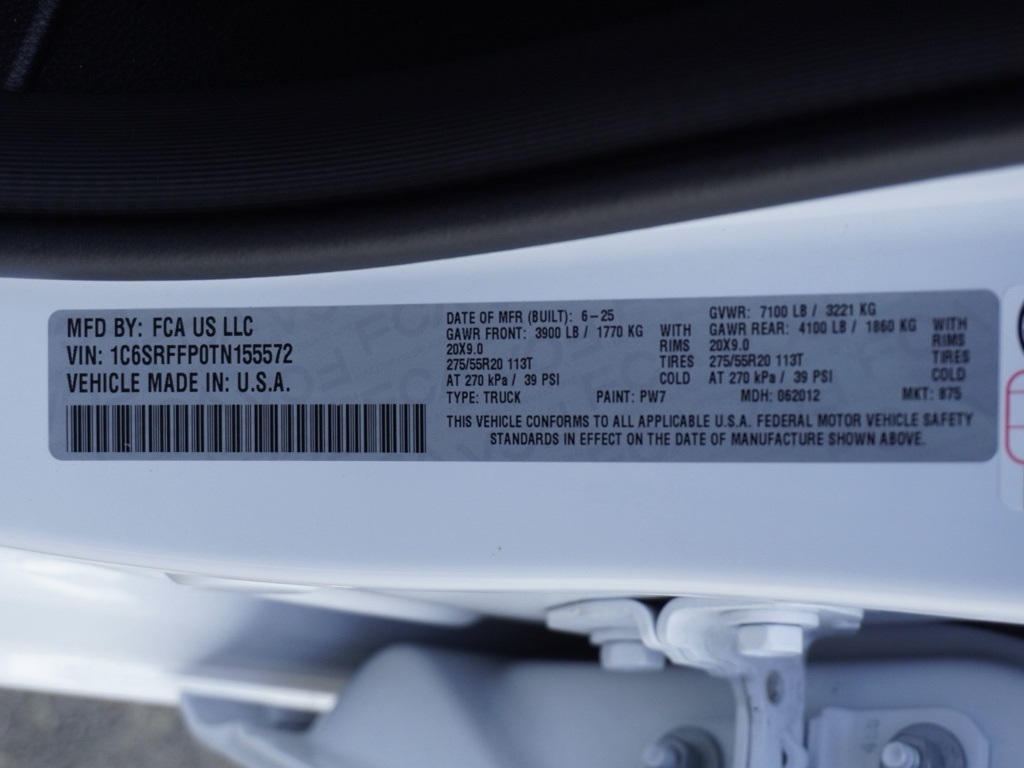 MFD BY: FCA US LLC
VIN: 1C6SRFFP0TN155572
VEHICLE MADE IN: U.S.A.
DATE OF MFR (BUILT): 6-25
GVWR: 7100 LB / 3221 KG
GAWR FRONT: 3900 LB / 1770 KG WITH
GAWR REAR: 4100 LB / 1860 KG WITH
20X9.0 RIMS
20X9.0 RIMS
275/55R20 113T TIRES
275/55R20 113T TIRES
AT 270 kPa / 39 PSI COLD
AT 270 kPa / 39 PSI COLD
TYPE: TRUCK PAINT: PW7 MDH: 062012 MKT: B75
THIS VEHICLE CONFORMS TO ALL APPLICABLE U.S.A. FEDERAL MOTOR VEHICLE SAFETY
STANDARDS IN EFFECT ON THE DATE OF MANUFACTURE SHOWN ABOVE.